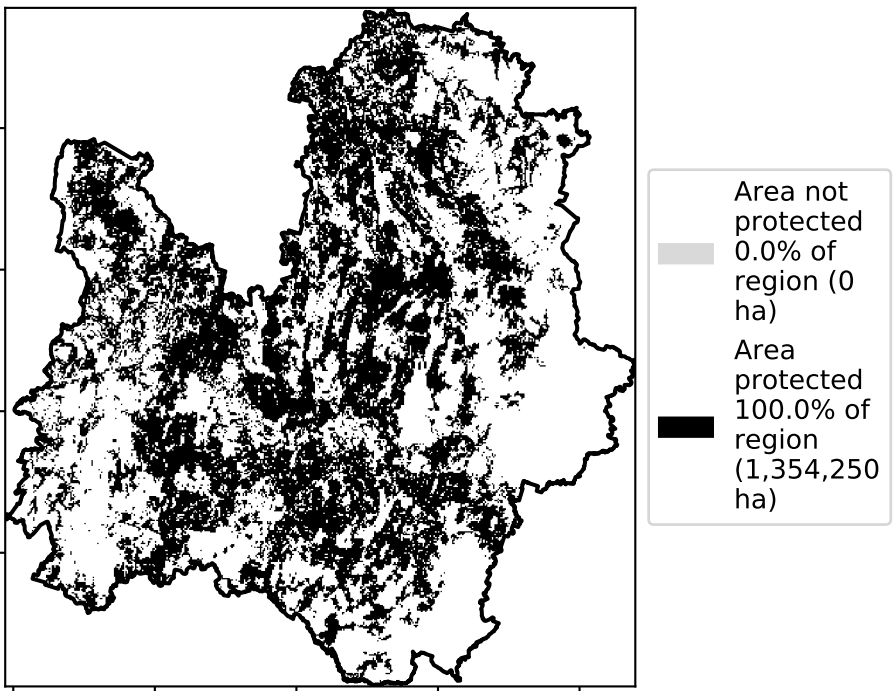 Area not
protected
0.0% of
region (0
ha)
Area
protected
100.0% of
region
(1,354,250
ha)